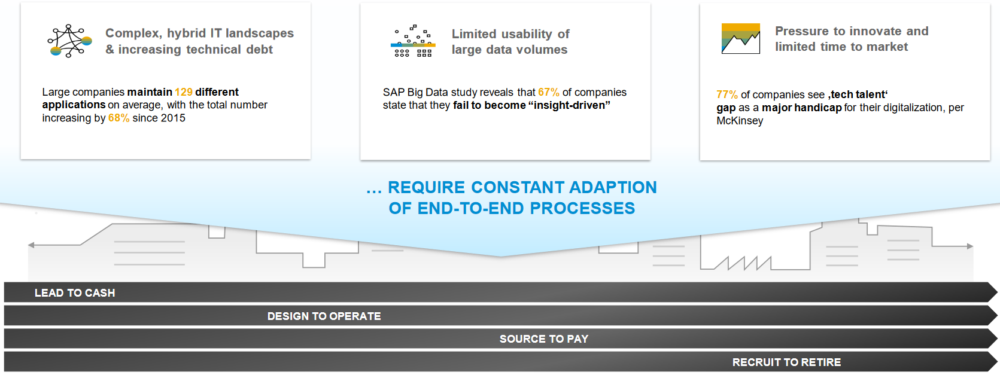 Complex, hybrid IT landscapes
& increasing technical debt
Large companies maintain 129 different
applications on average, with the total number
increasing by 68% since 2015
Limited usability of
large data volumes
SAP Big Data study reveals that 67% of companies
state that they fail to become “insight-driven”
Pressure to innovate and
limited time to market
77% of companies see ‚tech talent‘
gap as a major handicap for their digitalization, per
McKinsey
… REQUIRE CONSTANT ADAPTION
OF END-TO-END PROCESSES
LEAD TO CASH
DESIGN TO OPERATE
SOURCE TO PAY
RECRUIT TO RETIRE